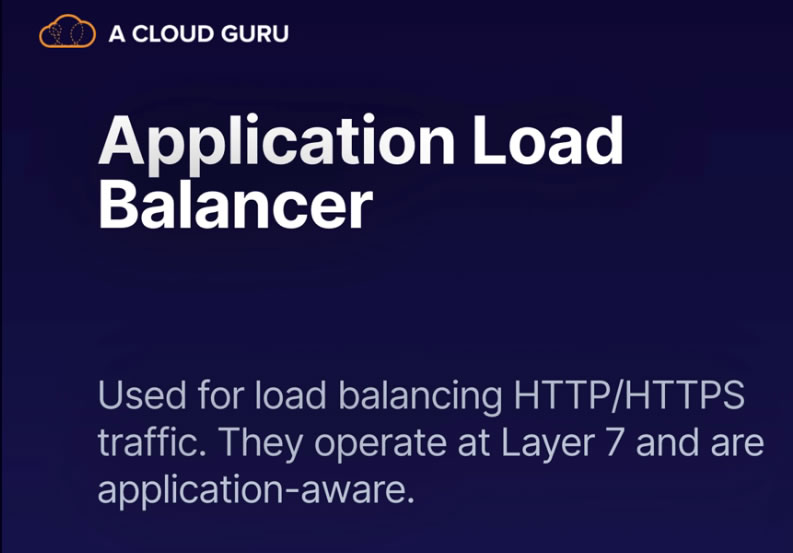 A CLOUD GURU
Application Load
Balancer
Used for load balancing HTTP/HTTPS
traffic. They operate at Layer 7 and are
application-aware.